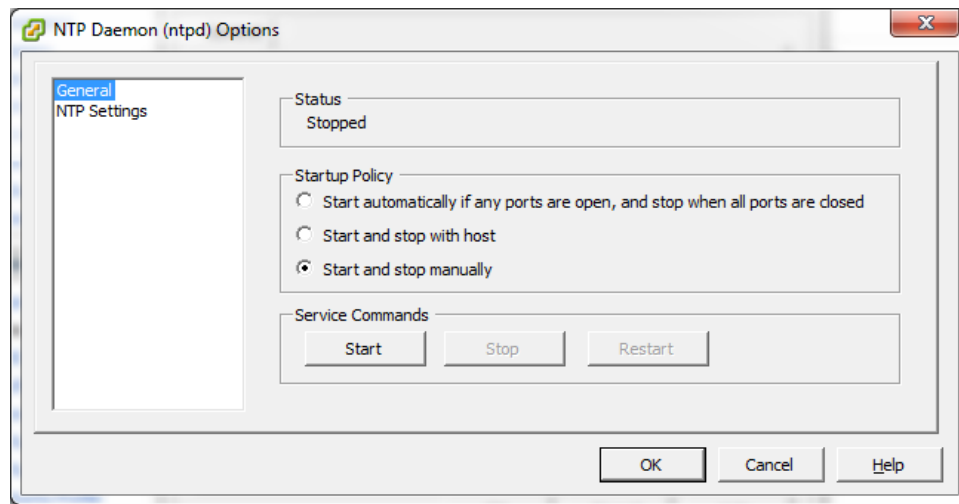 NTP Daemon (ntpd) Options
General
NTP Settings
Status
Stopped
Startup Policy
Start automatically if any ports are open, and stop when all ports are closed
Start and stop with host
Start and stop manually
Service Commands
Start Stop Restart
OK Cancel Help